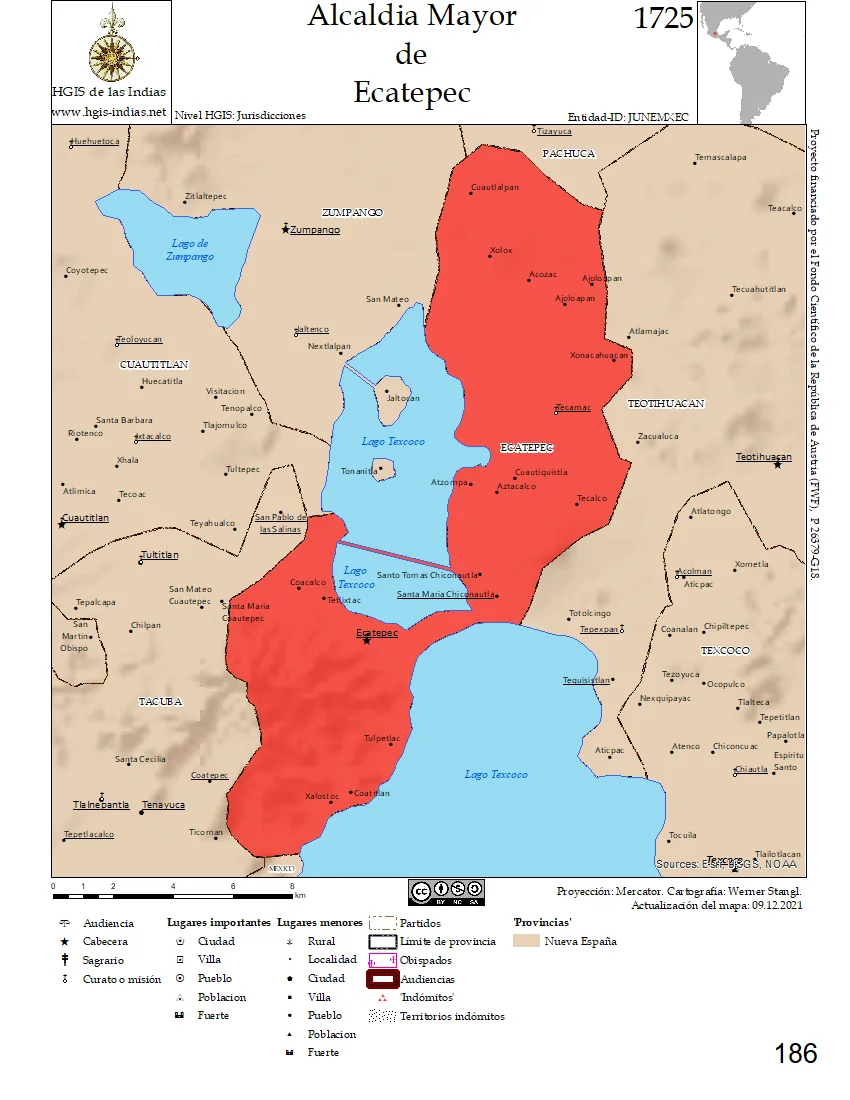 Alcaldia Mayor
de
Ecatepec
1725
HGIS de las Indias
www.hgis-indias.net
Nivel HGIS: Jurisdicciones
Entidad-ID: JUNEMXEC
Proyecto financiado por el Fondo Científico de la República de Austria (FWF), P 26379-G18.
Huehuetoca
Tizayuca
PACHUCA
Temascalapa
Cuautlalpan
Zitlaltepec
ZUMPANGO
Teacalco
Zumpango
Lago de
Zumpango
Xolox
Coyotepec
Acozac
Ajoloapan
Tecuahutitlan
San Mateo
Ajoloapan
Jaltenco
Atlamajac
Teoloyucan
Nextlalpan
Xonacahuacan
CUAUTITLAN
Huecatitla
Visitacion
Jaltocan
Tenopalco
Tecamac
TEOTIHUACAN
Santa Barbara
Tlajomulco
Riotenco
Ixtacalco
Lago Texcoco
ECATEPEC
Zacualuca
Xhala
Teotihuacan
Tultepec
Tonanitla
Cuautiquistla
Atzompa
Aztacalco
Atlimica
Tecoac
Tecalco
Cuautitlan
Teyahualco
San Pablo de
las Salinas
Atlatongo
Tultitlan
Lago
Texcoco
Santo Tomas Chiconautla
Acolman
Xometla
Coacalco
Aticpac
San Mateo
Cuautepec
Santa Maria Chiconautla
Tetlixtac
Tepalcapa
Santa Maria
Cuautepec
Totolcingo
San
Martin
Obispo
Chilpan
Ecatepec
Tepexpan
Coanalan
Chipiltepec
TEXCOCO
Tequisistlan
Tezoyuca
Ocopulco
TACUBA
Nexquipayac
Tlalteca
Tepetitlan
Tulpetlac
Papalotla
Aticpac
Atenco
Chiconcuac
Espiritu
Santo
Santa Cecilia
Coatepec
Lago Texcoco
Chiautla
Xalostoc
Coatitlan
Tlalnepantla
Tenayuca
Tepetlacalco
Ticoman
Tocuila
Tlailotlacan
Texcoco
MEXICO
Sources: Esri, USGS, NOAA
0 1 2 4 6 8
km
CC BY NC SA
Proyección: Mercator. Cartografía: Werner Stangl.
Actualización del mapa: 09.12.2021
Audiencia
Cabecera
Sagrario
Curato o misión
Lugares importantes
Ciudad
Villa
Pueblo
Poblacion
Fuerte
Lugares menores
Rural
Localidad
Ciudad
Villa
Pueblo
Poblacion
Fuerte
Partidos
Límite de provincia
Obispados
Audiencias
'Indómitos'
Territorios indómitos
'Provincias'
Nueva España
186